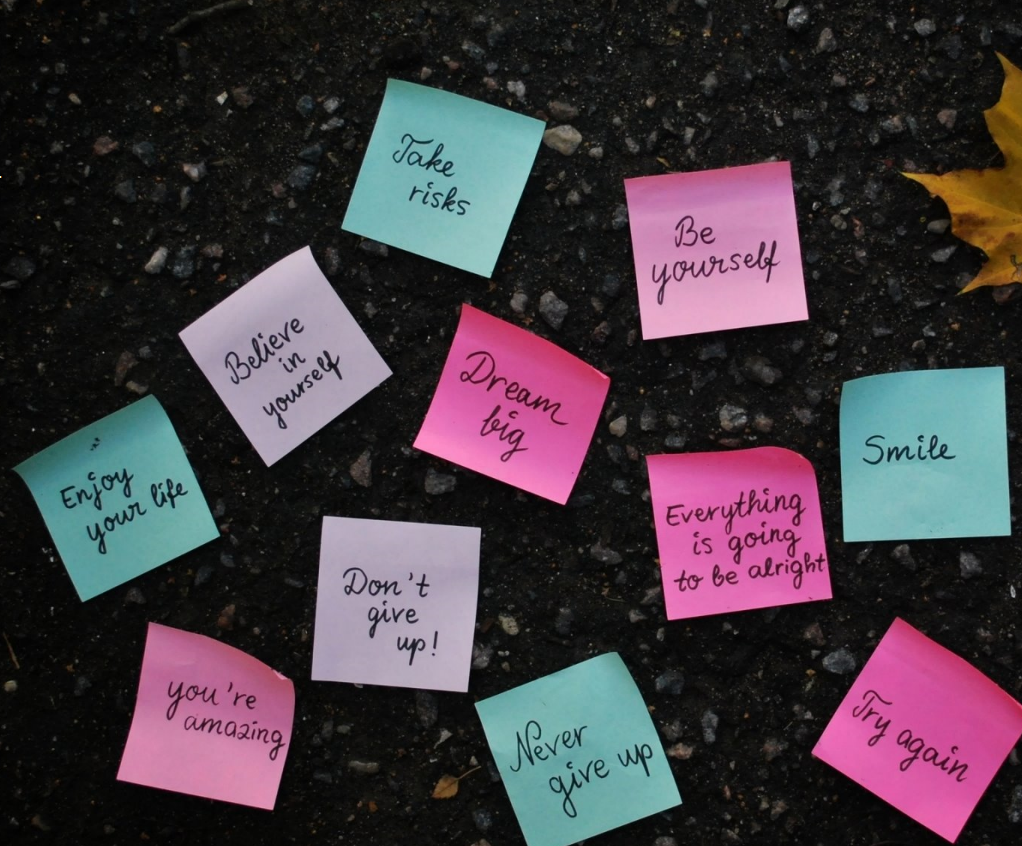 Take
risks
Be
yourself
Believe
in
yourself
Dream
big
Smile
Enjoy
your life
Everything
is going
to be alright
Don't
give
up!
you're
amazing
Never
give up
Try again